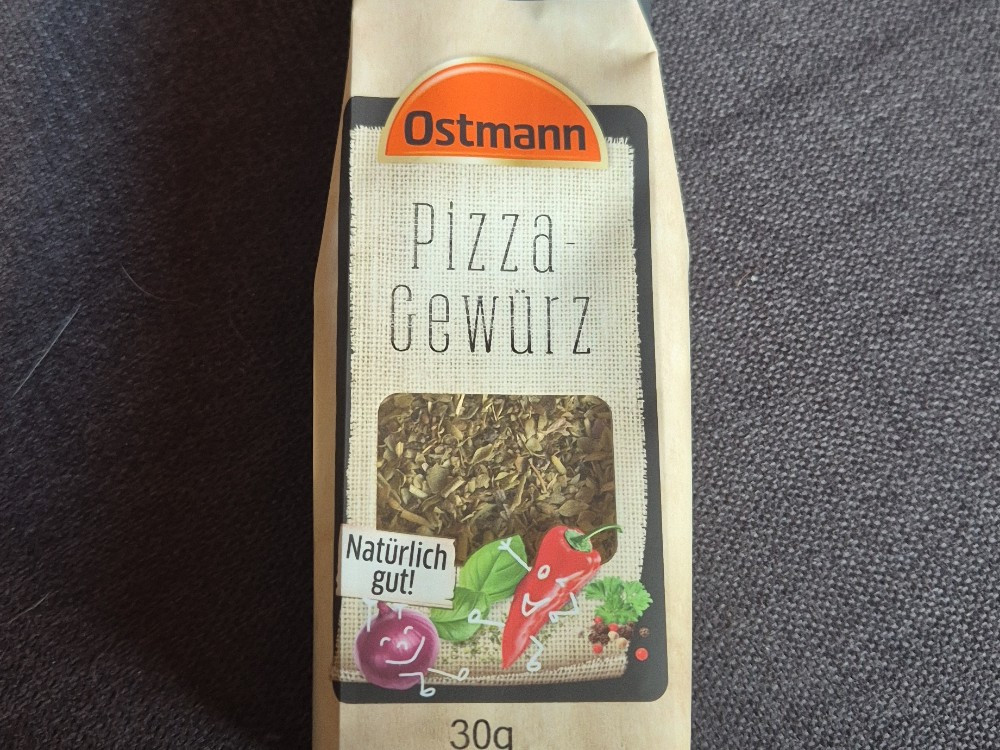 Ostmann
Pizza-
Gewürz
Natürlich
gut!
30g